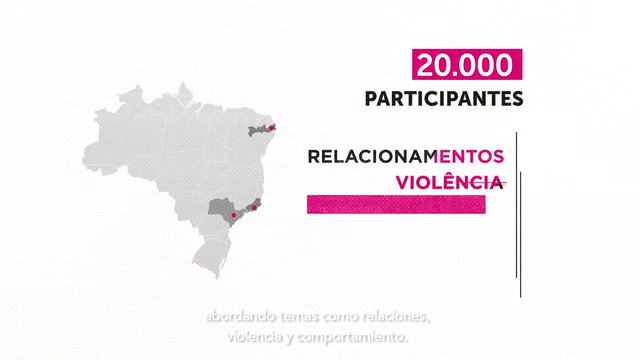 20.000
PARTICIPANTES
RELACIONAMENTOS
VIOLÊNCIA
abordando temas como relaciones,
violencia y comportamiento.